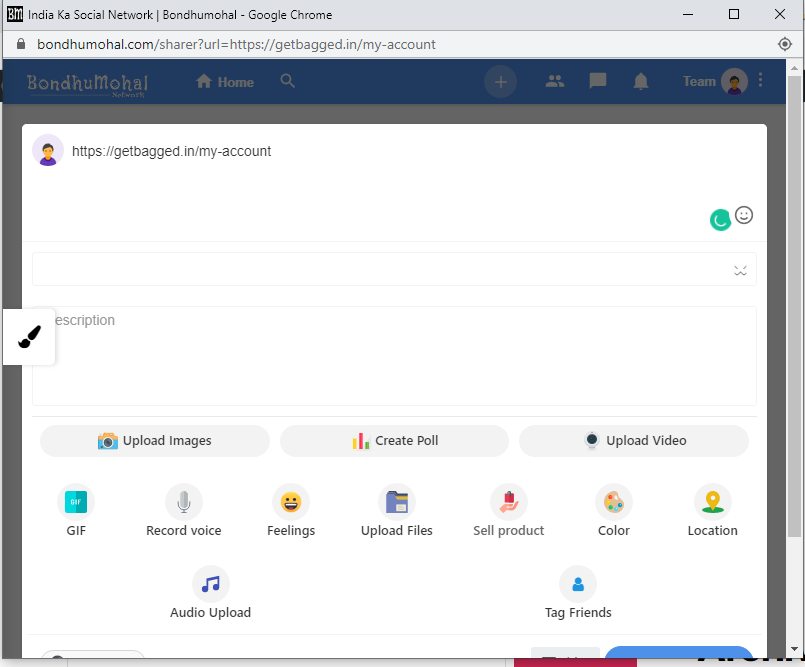 BM India Ka Social Network | Bondhumohal - Google Chrome
bondhumohal.com/sharer?url=https://getbagged.in/my-account
BondhuMohal
Network
Home
Team
https://getbagged.in/my-account
escription
Upload Images
Create Poll
Upload Video
GIF
GIF
Record voice
Feelings
Upload Files
Sell product
Color
Location
Audio Upload
Tag Friends